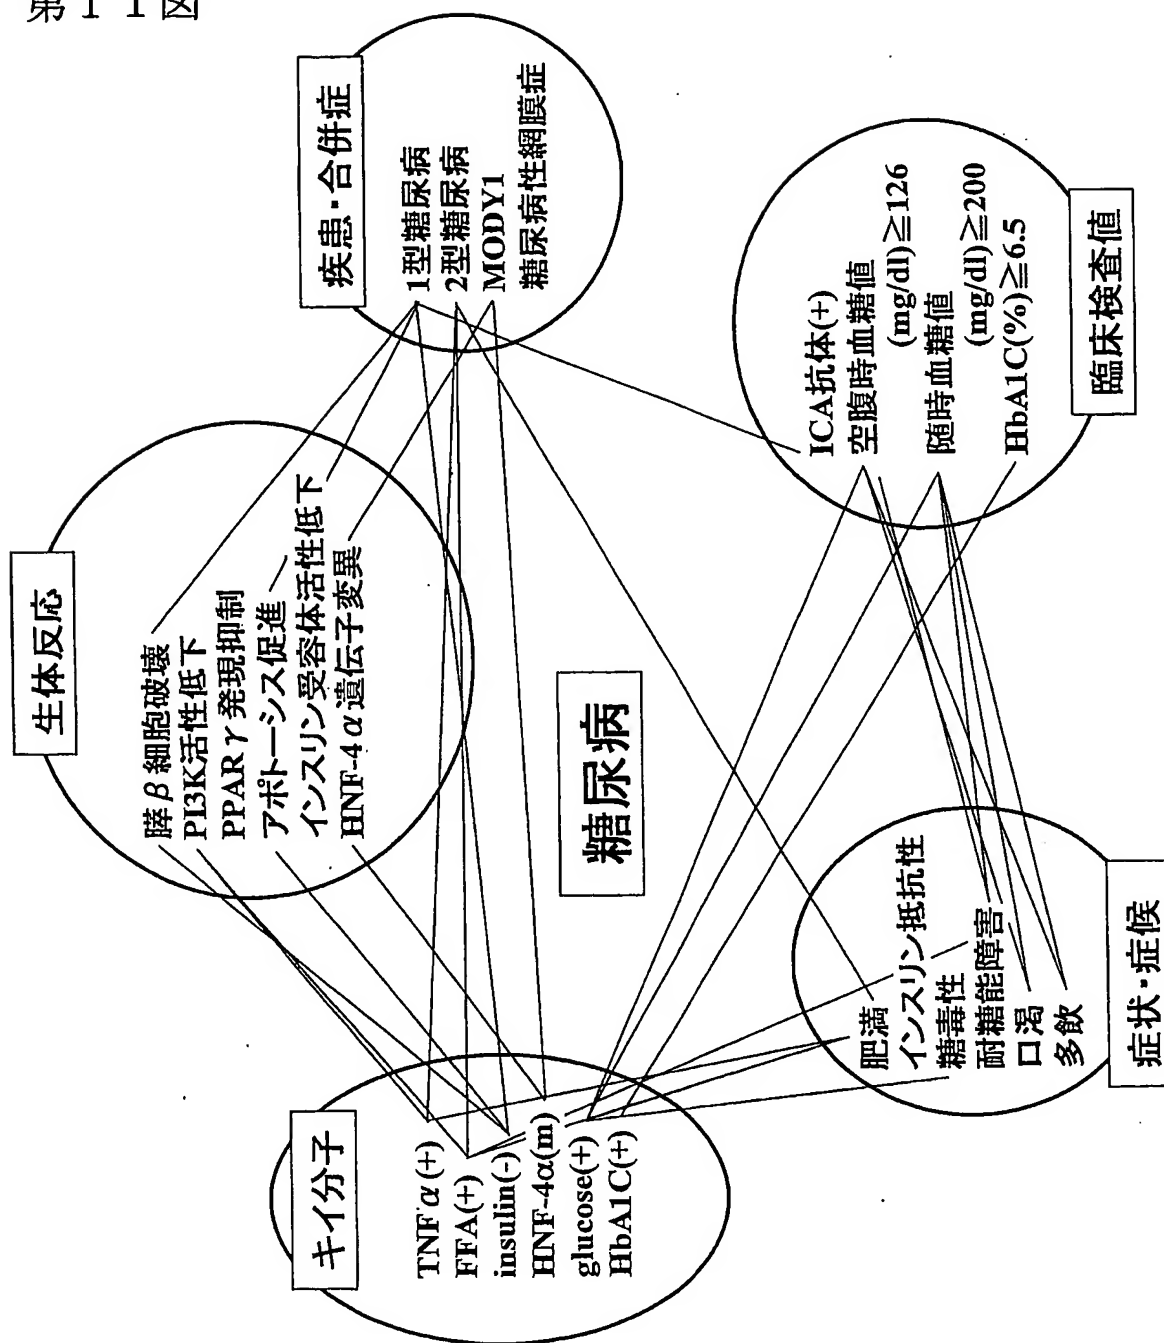 第11図
キイ分子
TNFα(+)
FFA(+)
insulin(-)
HNF-4α(m)
glucose(+)
HbA1C(+)
生体反応
膵β細胞破壊
PI3K活性低下
PPARγ発現抑制
アポトーシス促進
インスリン受容体活性低下
HNF-4α遺伝子変異
疾患・合併症
1型糖尿病
2型糖尿病
MODY1
糖尿病性網膜症
糖尿病
症状・症候
肥満
インスリン抵抗性
糖毒性
耐糖能障害
口渇
多飲
臨床検査値
ICA抗体(+)
空腹時血糖値
(mg/dl)≧126
随時血糖値
(mg/dl)≧200
HbA1C(%)≧6.5